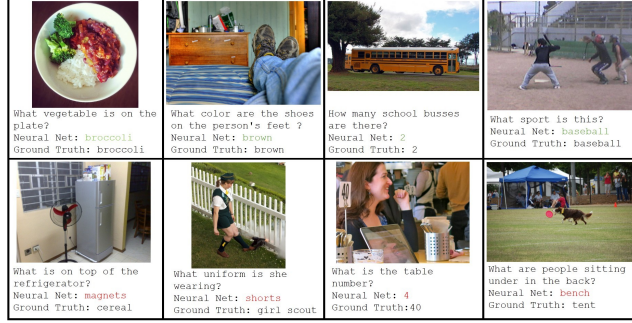 What vegetable is on the
plate?
Neural Net: broccoli
Ground Truth: broccoli
What color are the shoes
on the person's feet ?
Neural Net: brown
Ground Truth: brown
How many school busses
are there?
Neural Net: 2
Ground Truth: 2
What sport is this?
Neural Net: baseball
Ground Truth: baseball
What is on top of the
refrigerator?
Neural Net: magnets
Ground Truth: cereal
What uniform is she
wearing?
Neural Net: shorts
Ground Truth: girl scout
40
What is the table
number?
Neural Net: 4
Ground Truth:40
What are people sitting
under in the back?
Neural Net: bench
Ground Truth: tent